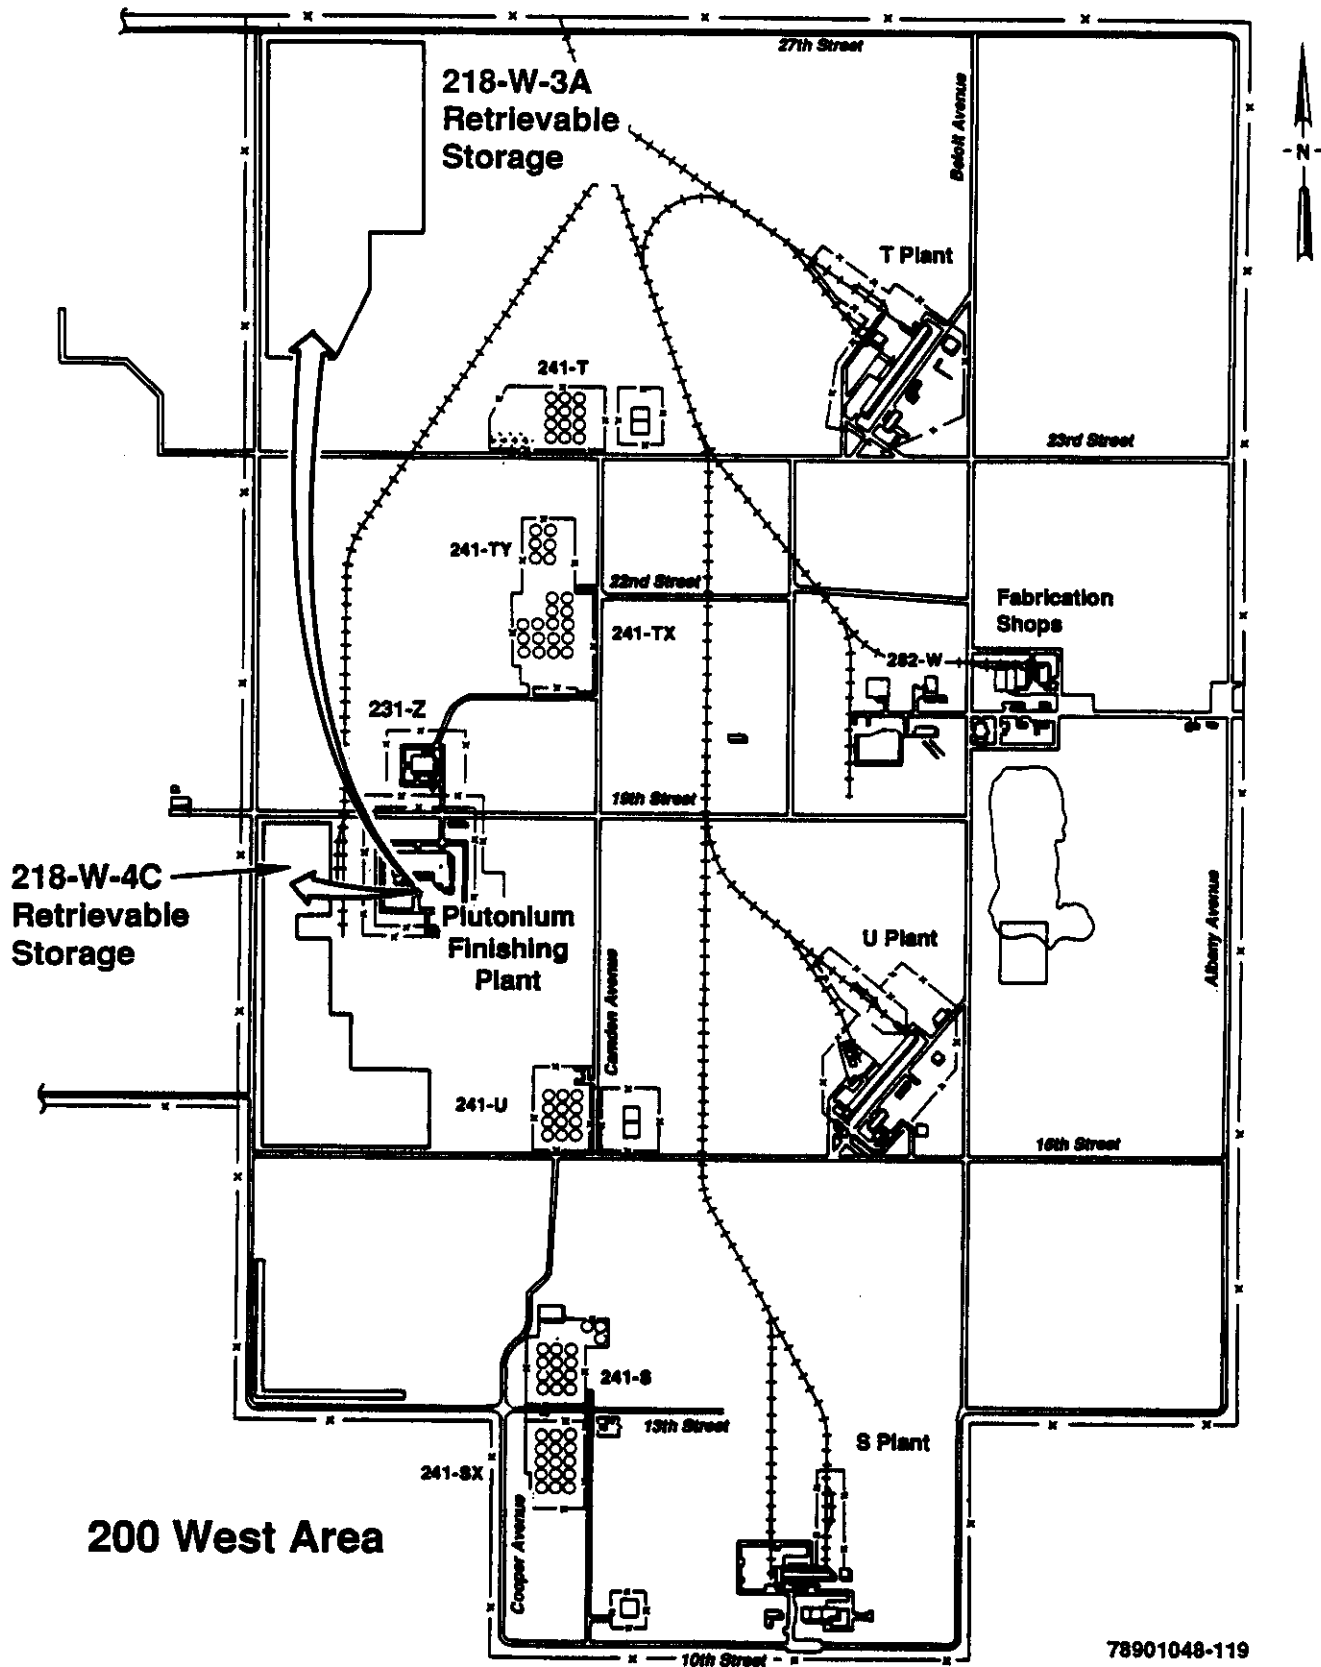 27th Street
218-W-3A
Retrievable
Storage
Beloit Avenue
N
T Plant
241-T
23rd Street
241-TY
22nd Street
Fabrication
Shops
241-TX
282-W
231-Z
19th Street
P
218-W-4C
Retrievable
Storage
Plutonium
Finishing
Plant
U Plant
Camden Avenue
Albany Avenue
241-U
16th Street
241-S
13th Street
S Plant
241-SX
Cooper Avenue
200 West Area
10th Street
78901048-119